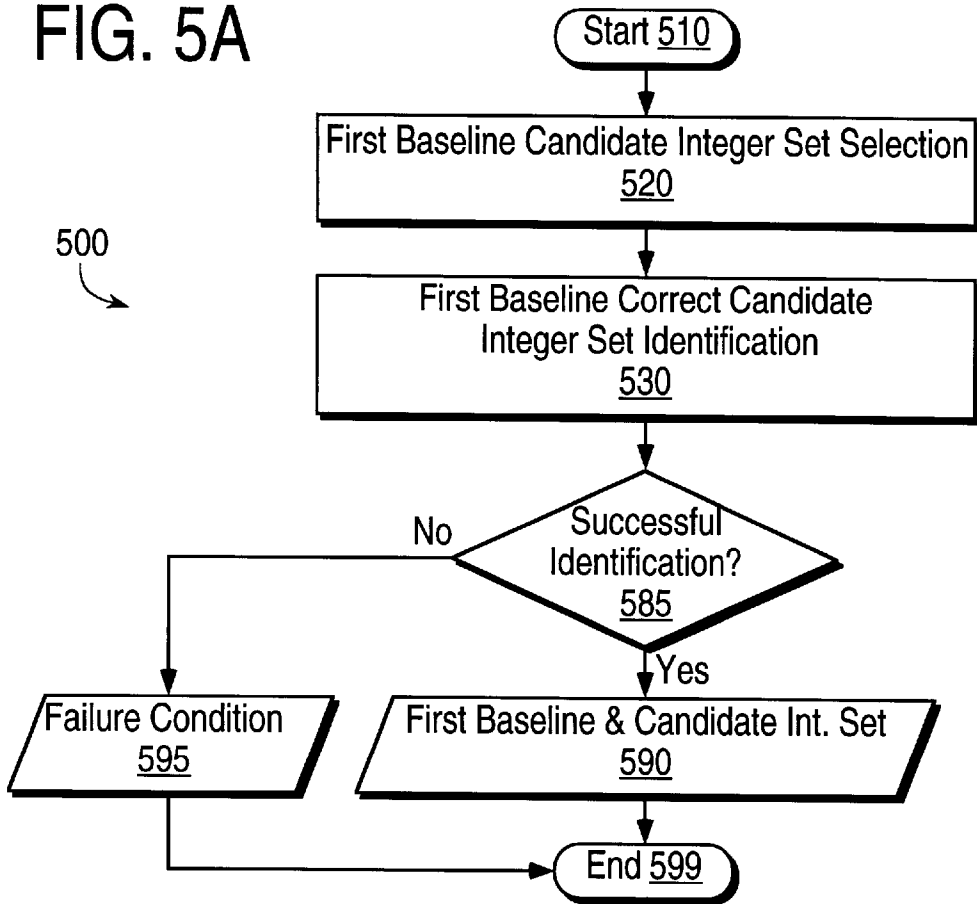 FIG. 5A
Start 510
First Baseline Candidate Integer Set Selection
520
500
First Baseline Correct Candidate
Integer Set Identification
530
No
Successful
Identification?
585
Yes
Failure Condition
595
First Baseline & Candidate Int. Set
590
End 599